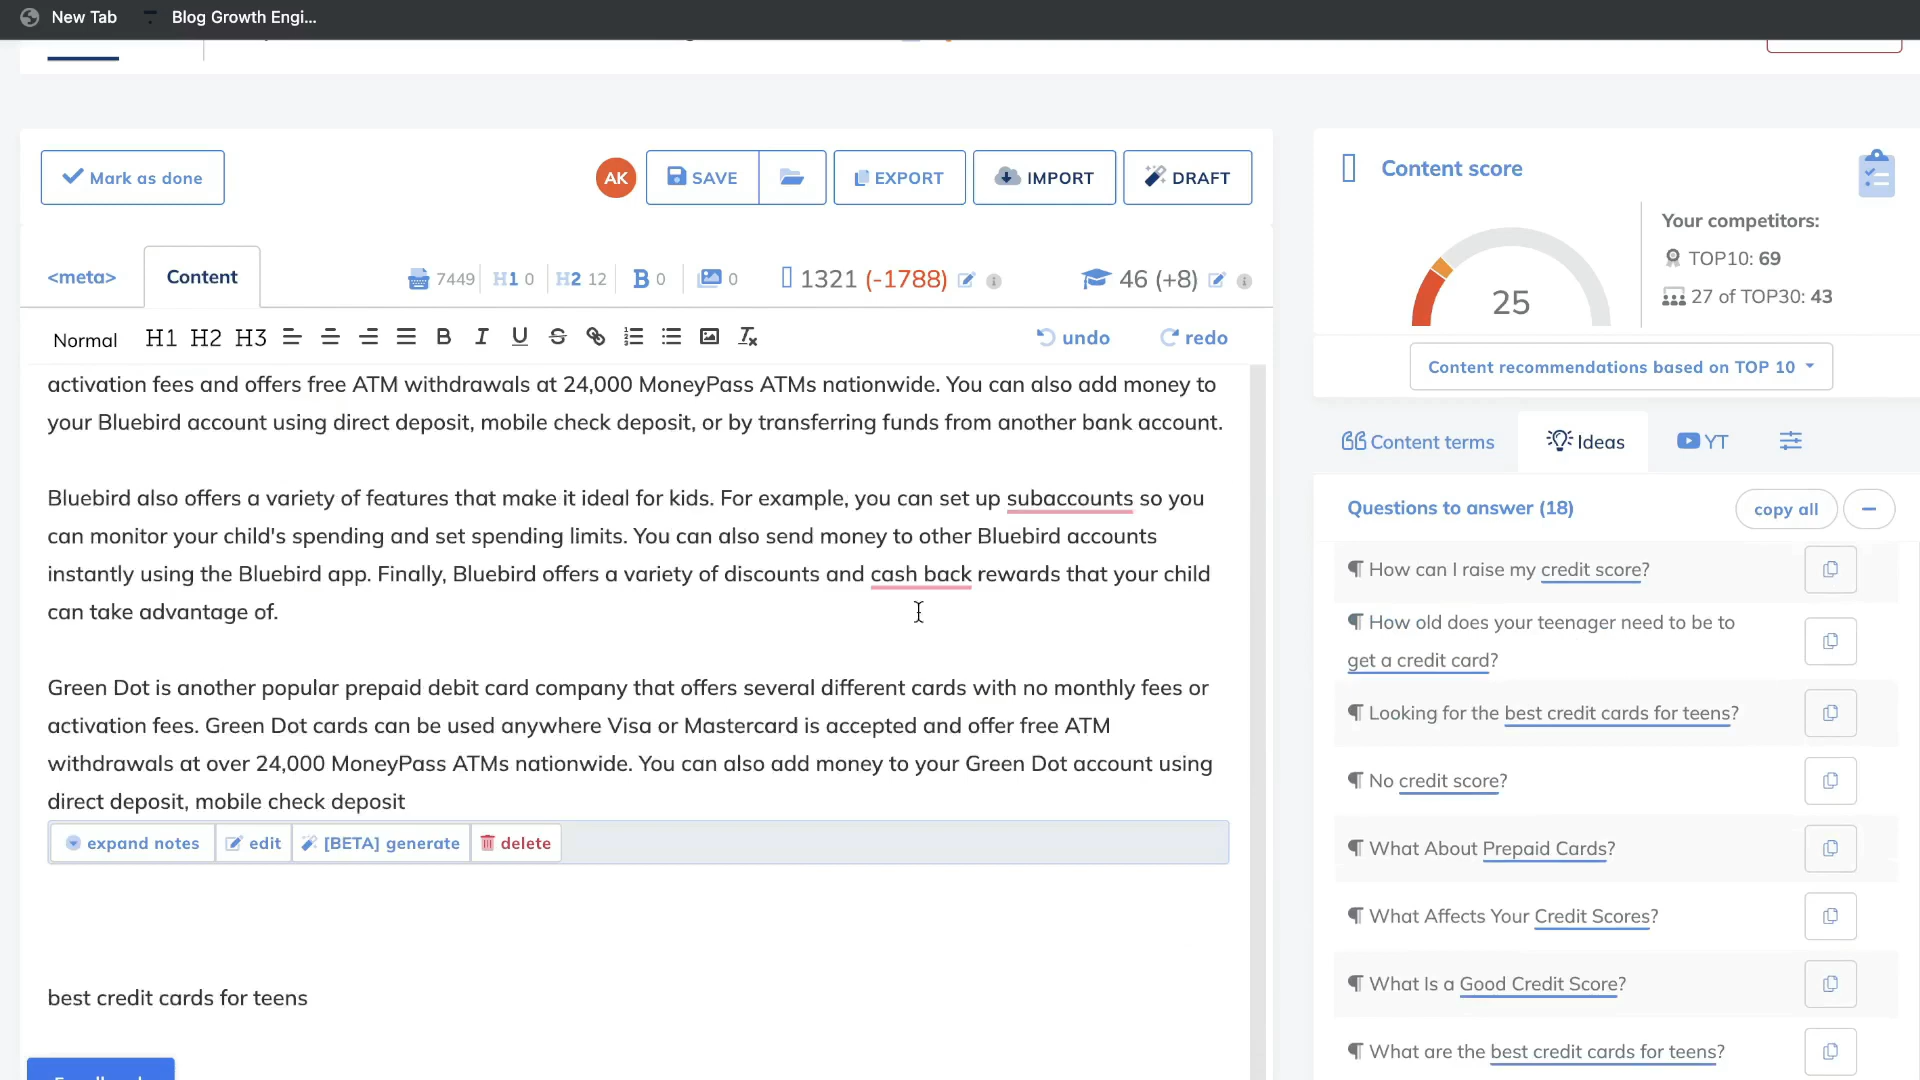 New Tab
Blog Growth Engi...
Mark as done
AK
SAVE
EXPORT
IMPORT
DRAFT
<meta>
Content
7449
H1 0
H2 12
B 0
0
1321 (-1788)
46 (+8)
Normal
H1 H2 H3
B I U S
undo
redo
activation fees and offers free ATM withdrawals at 24,000 MoneyPass ATMs nationwide. You can also add money to
your Bluebird account using direct deposit, mobile check deposit, or by transferring funds from another bank account.
Bluebird also offers a variety of features that make it ideal for kids. For example, you can set up subaccounts so you
can monitor your child's spending and set spending limits. You can also send money to other Bluebird accounts
instantly using the Bluebird app. Finally, Bluebird offers a variety of discounts and cash back rewards that your child
can take advantage of.
Green Dot is another popular prepaid debit card company that offers several different cards with no monthly fees or
activation fees. Green Dot cards can be used anywhere Visa or Mastercard is accepted and offer free ATM
withdrawals at over 24,000 MoneyPass ATMs nationwide. You can also add money to your Green Dot account using
direct deposit, mobile check deposit
expand notes
edit
[BETA] generate
delete
best credit cards for teens
Content score
25
Your competitors:
TOP10: 69
27 of TOP30: 43
Content recommendations based on TOP 10
Content terms
Ideas
YT
Questions to answer (18)
copy all
¶ How can I raise my credit score?
¶ How old does your teenager need to be to
get a credit card?
¶ Looking for the best credit cards for teens?
¶ No credit score?
¶ What About Prepaid Cards?
¶ What Affects Your Credit Scores?
¶ What Is a Good Credit Score?
¶ What are the best credit cards for teens?